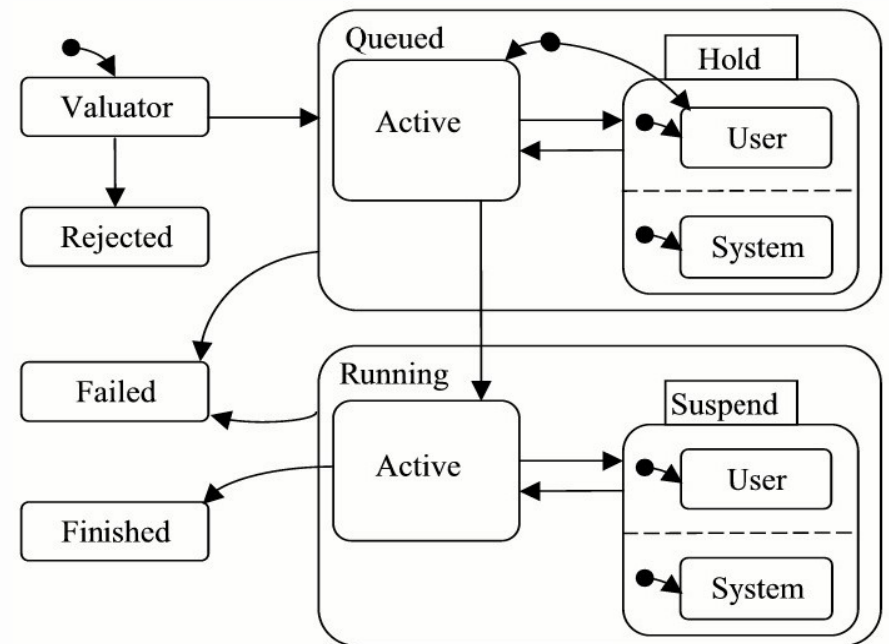 Queued
Hold
Valuator
Active
User
Rejected
System
Failed
Running
Suspend
Active
User
Finished
System